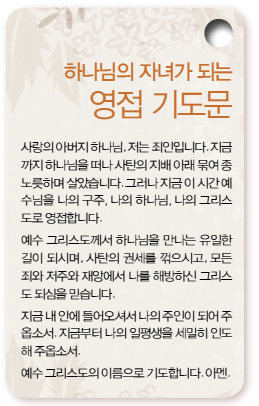 하나님의 자녀가 되는
영접 기도문
사랑의 아버지 하나님, 저는 죄인입니다. 지금
까지 하나님을 떠나 사탄의 지배 아래 묶여 종
노릇하며 살았습니다. 그러나 지금 이 시간 예
수님을 나의 구주, 나의 하나님, 나의 그리스
도로 영접합니다.
예수 그리스도께서 하나님을 만나는 유일한
길이 되시며, 사탄의 권세를 꺾으시고, 모든
죄와 저주와 재앙에서 나를 해방하신 그리스
도 되심을 믿습니다.
지금 내 안에 들어오셔서 나의 주인이 되어 주
옵소서. 지금부터 나의 일평생을 세밀히 인도
해 주옵소서.
예수 그리스도의 이름으로 기도합니다. 아멘.